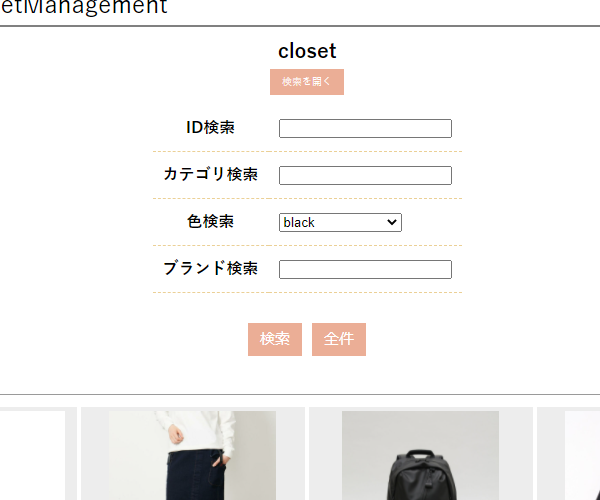 etManagement
closet
検索を開く
ID検索
カテゴリ検索
色検索 black
ブランド検索
検索 全件